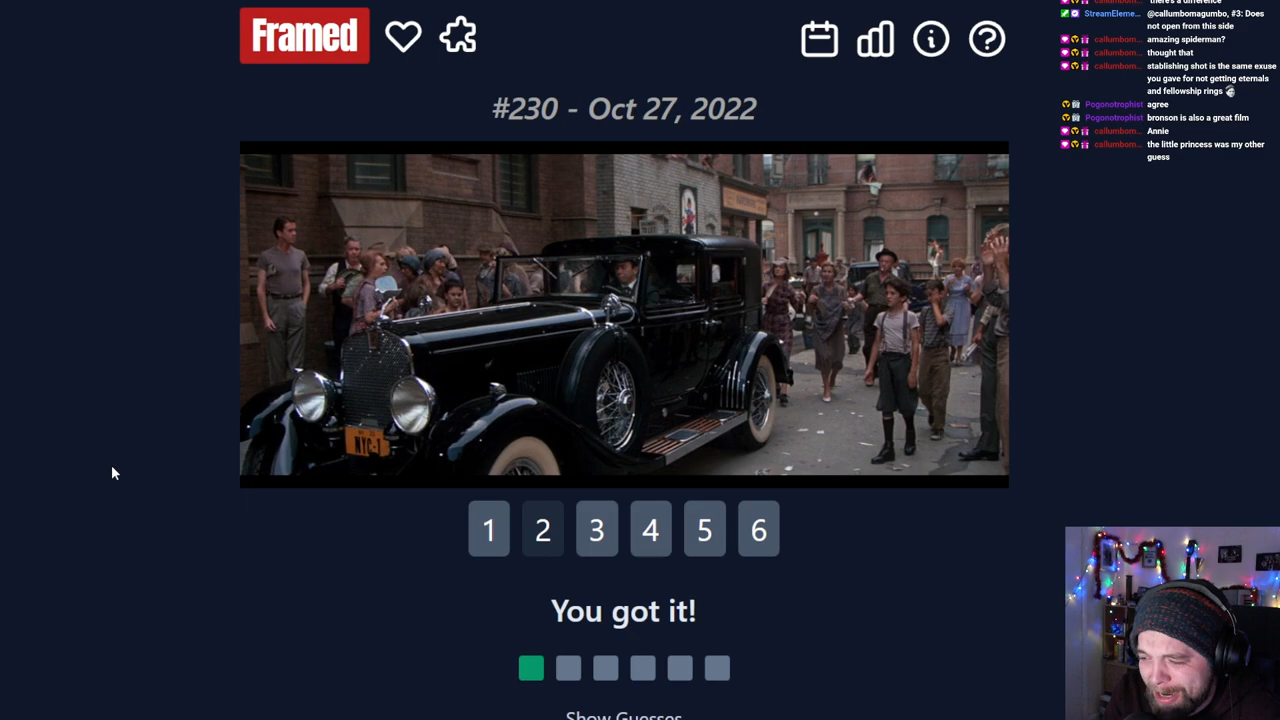 Framed
#230 - Oct 27, 2022
NYC-1
1 2 3 4 5 6
You got it!
Show Guesses
there's a difference
StreamEleme... @callumbomagumbo, #3: Does
not open from this side
callumbom... amazing spiderman?
callumbom... thought that
callumbom... stablishing shot is the same exuse
you gave for not getting eternals
and fellowship rings
Pogonotrophist agree
Pogonotrophist bronson is also a great film
callumbom... Annie
callumbom... the little princess was my other
guess